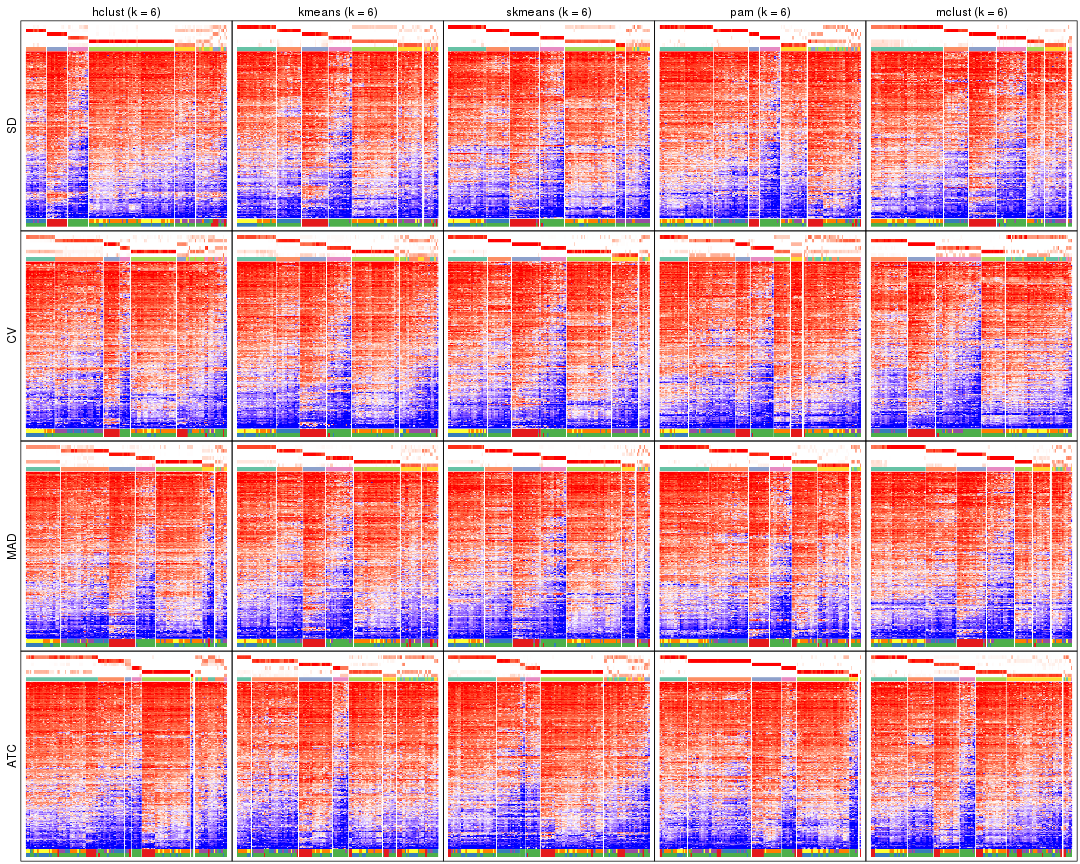 hclust (k = 6)
kmeans (k = 6)
skmeans (k = 6)
pam (k = 6)
mclust (k = 6)
SD
CV
MAD
ATC